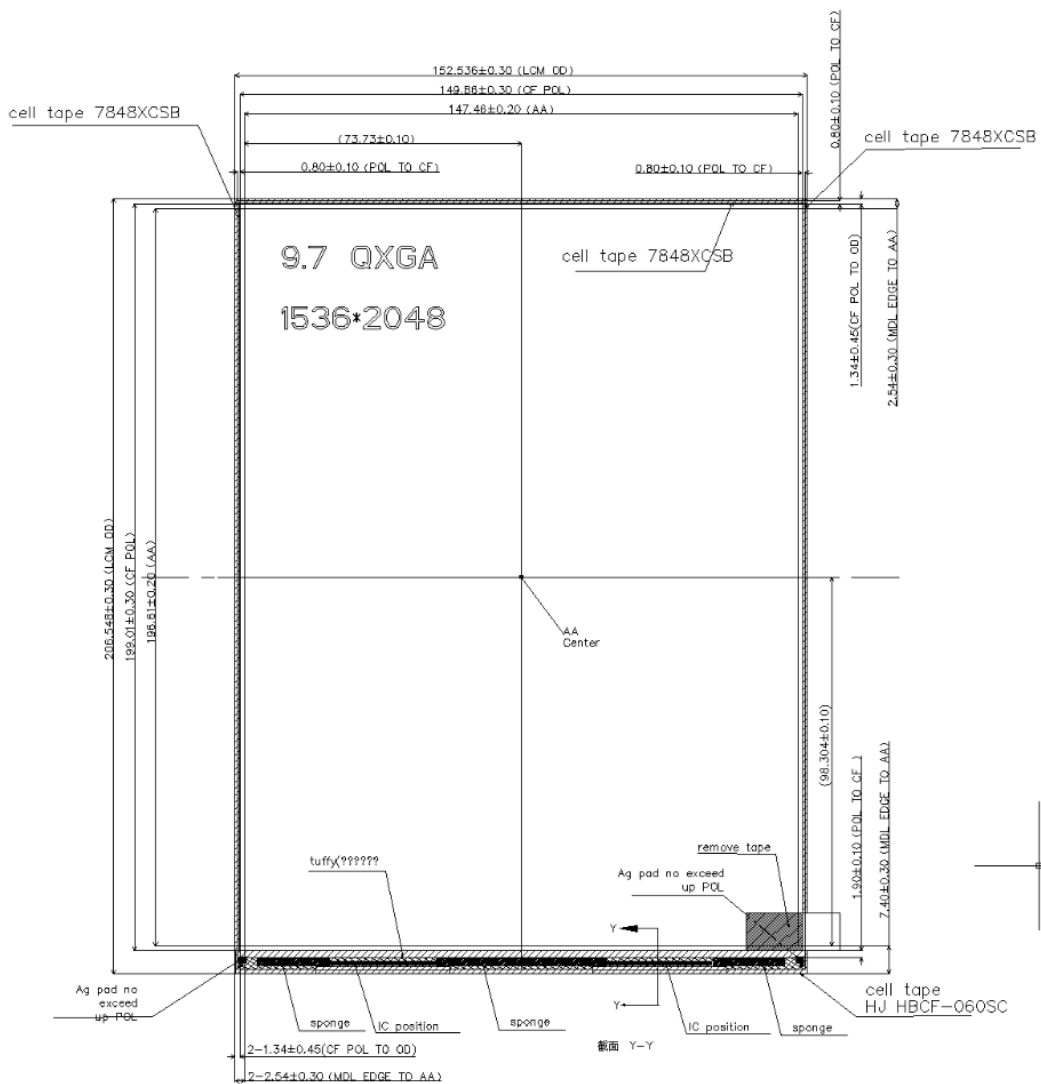 152.536±0.30 (LCM OD)
149.86±0.30 (CF POL)
147.46±0.20 (AA)
(73.73±0.10)
0.80±0.10 (POL TO CF)
0.80±0.10 (POL TO CF)
0.80±0.10 (POL TO CF)
cell tape 7848XCSB
cell tape 7848XCSB
cell tape 7848XCSB
9.7 QXGA
1536*2048
1.34±0.45(CF POL TO OD)
2.54±0.30 (MDL EDGE TO AA)
206.548±0.30 (LCM OD)
199.01±0.30 (CF POL)
196.61±0.20 (AA)
AA
Center
(98.304±0.10)
1.90±0.10 (POL TO CF)
7.40±0.30 (MDL EDGE TO AA)
tuffy(??????
remove tape
Ag pad no exceed
up POL
Y
Y
Ag pad no
exceed
up POL
sponge
IC position
sponge
IC position
sponge
cell tape
HJ HBCF-060SC
截面 Y-Y
2-1.34±0.45(CF POL TO OD)
2-2.54±0.30 (MDL EDGE TO AA)